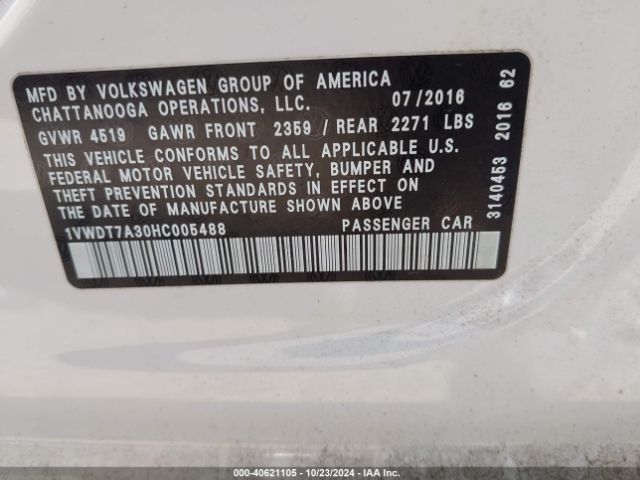 MFD BY VOLKSWAGEN GROUP OF AMERICA
CHATTANOOGA OPERATIONS, LLC. 07/2016
GVWR 4519 GAWR FRONT 2359 / REAR 2271 LBS
THIS VEHICLE CONFORMS TO ALL APPLICABLE U.S.
FEDERAL MOTOR VEHICLE SAFETY, BUMPER AND
THEFT PREVENTION STANDARDS IN EFFECT ON
THE DATE OF MANUFACTURE SHOWN ABOVE
1VWDT7A30HC005488 PASSENGER CAR
3140453 2016 62
000-40621105 - 10/23/2024 - IAAI.COM